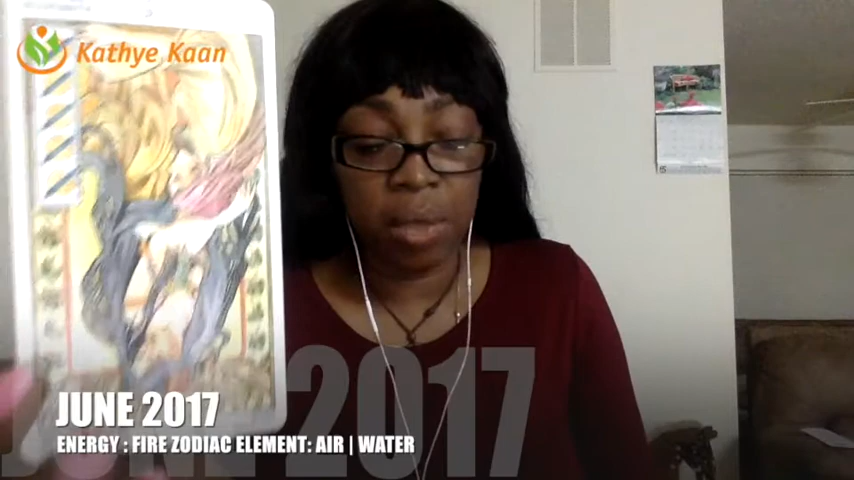 Kathye Kaan
2017
JUNE 2017
ENERGY : FIRE ZODIAC ELEMENT: AIR | WATER